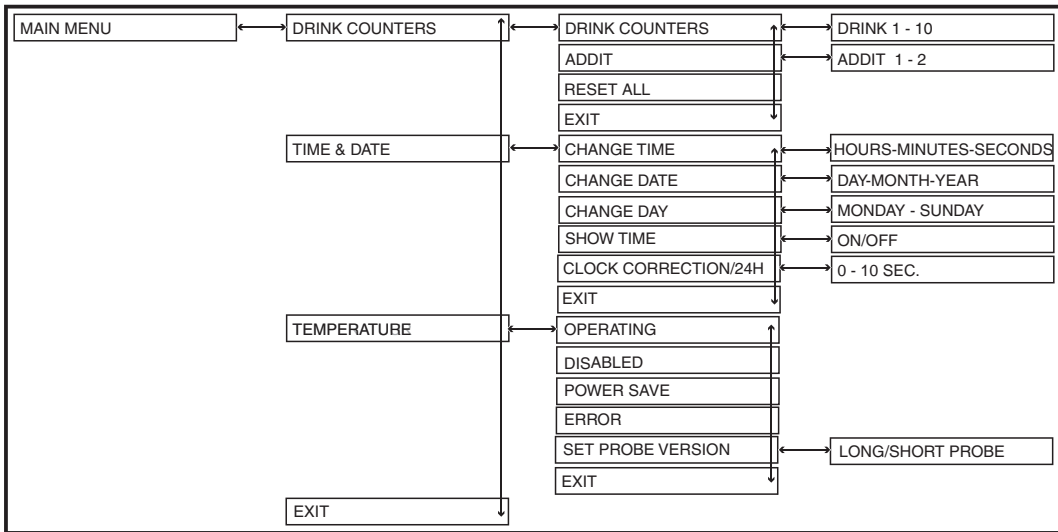 MAIN MENU DRINK COUNTERS DRINK COUNTERS DRINK 1 - 10
ADDIT ADDIT 1 - 2
RESET ALL
EXIT
TIME & DATE CHANGE TIME HOURS-MINUTES-SECONDS
CHANGE DATE DAY-MONTH-YEAR
CHANGE DAY MONDAY - SUNDAY
SHOW TIME ON/OFF
CLOCK CORRECTION/24H 0 - 10 SEC.
EXIT
TEMPERATURE OPERATING
DISABLED
POWER SAVE
ERROR
SET PROBE VERSION LONG/SHORT PROBE
EXIT
EXIT